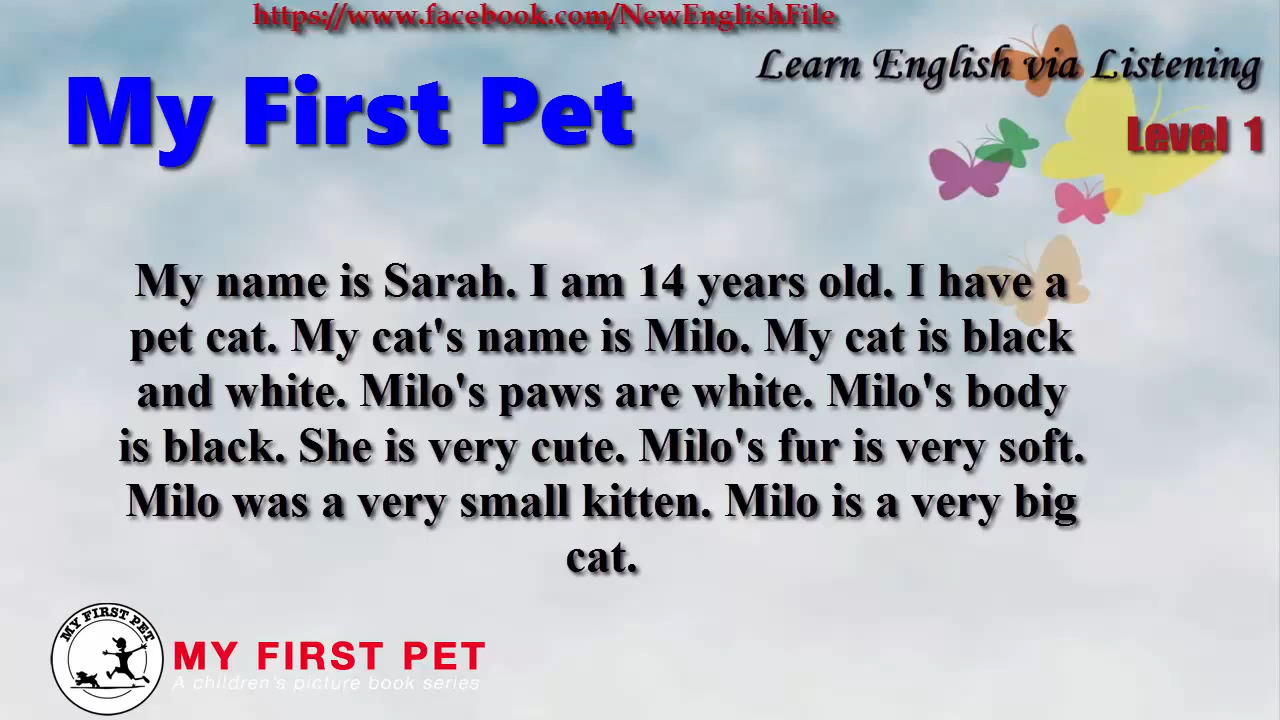 https://www.facebook.com/NewEnglishFile
Learn English via Listening
My First Pet
Level 1
My name is Sarah. I am 14 years old. I have a
pet cat. My cat's name is Milo. My cat is black
and white. Milo's paws are white. Milo's body
is black. She is very cute. Milo's fur is very soft.
Milo was a very small kitten. Milo is a very big
cat.
MY FIRST PET
MY FIRST PET
A children's picture book series